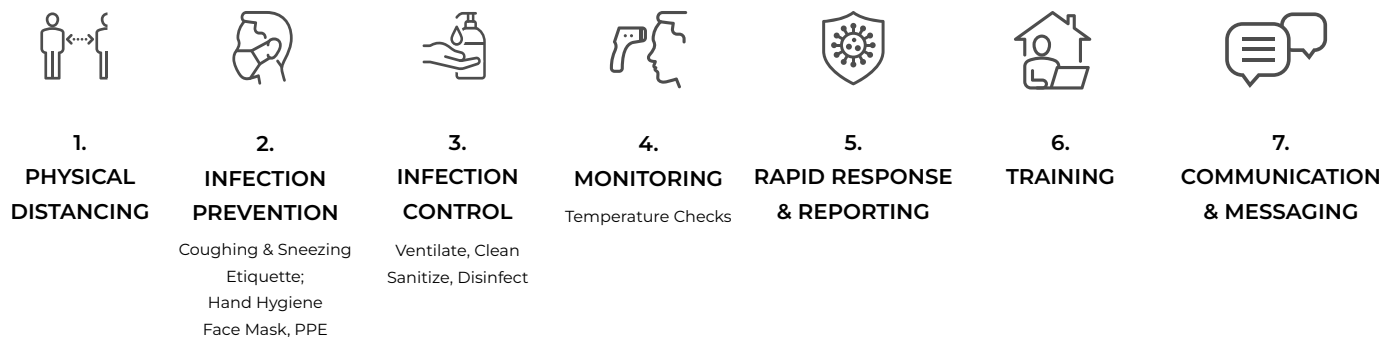 1.
PHYSICAL
DISTANCING
2.
INFECTION
PREVENTION
Coughing & Sneezing
Etiquette;
Hand Hygiene
Face Mask, PPE
3.
INFECTION
CONTROL
Ventilate, Clean
Sanitize, Disinfect
4.
MONITORING
Temperature Checks
5.
RAPID RESPONSE
& REPORTING
6.
TRAINING
7.
COMMUNICATION
& MESSAGING